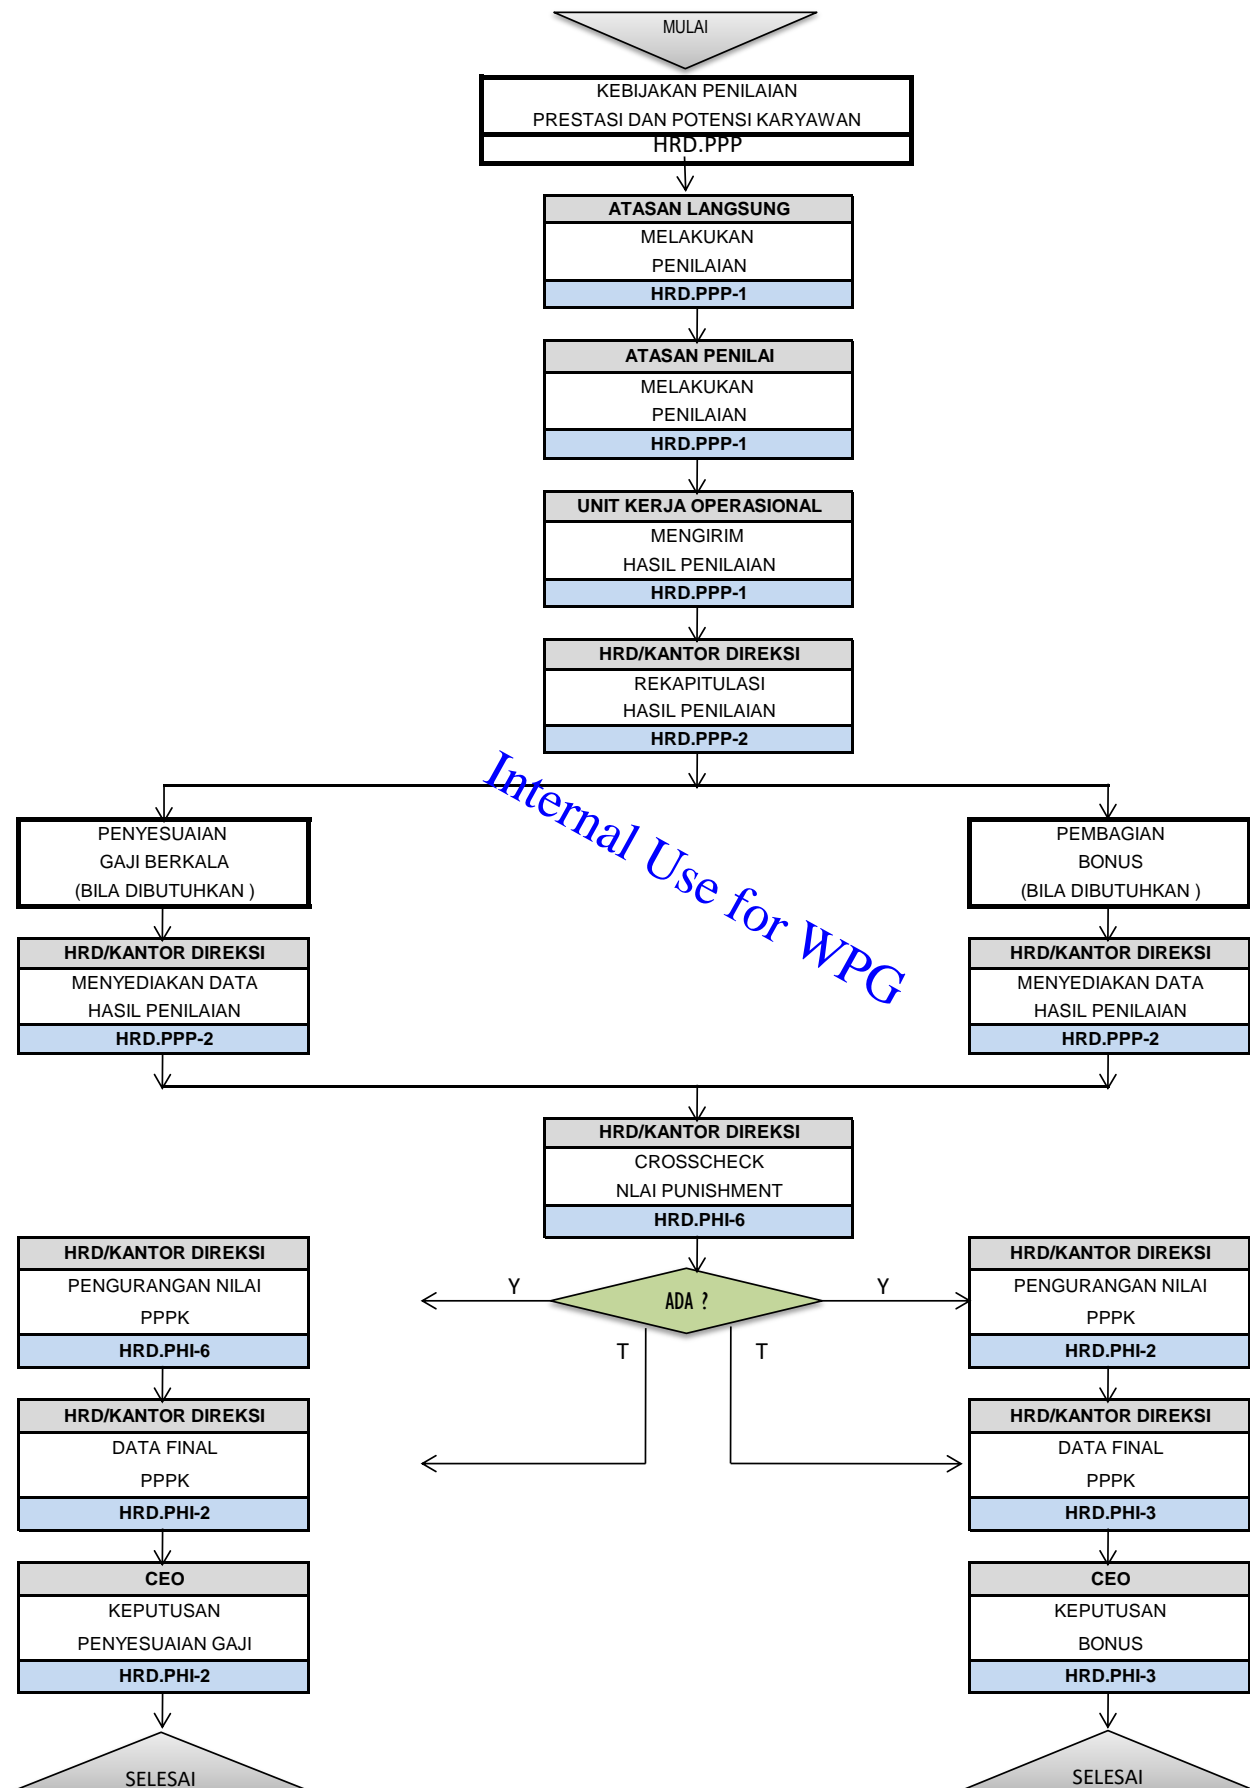 MULAI
KEBIJAKAN PENILAIAN
PRESTASI DAN POTENSI KARYAWAN
HRD.PPP
ATASAN LANGSUNG
MELAKUKAN
PENILAIAN
HRD.PPP-1
ATASAN PENILAI
MELAKUKAN
PENILAIAN
HRD.PPP-1
UNIT KERJA OPERASIONAL
MENGIRIM
HASIL PENILAIAN
HRD.PPP-1
HRD/KANTOR DIREKSI
REKAPITULASI
HASIL PENILAIAN
HRD.PPP-2
Internal Use for WPG
PENYESUAIAN
GAJI BERKALA
(BILA DIBUTUHKAN )
HRD/KANTOR DIREKSI
MENYEDIAKAN DATA
HASIL PENILAIAN
HRD.PPP-2
PEMBAGIAN
BONUS
(BILA DIBUTUHKAN )
HRD/KANTOR DIREKSI
MENYEDIAKAN DATA
HASIL PENILAIAN
HRD.PPP-2
HRD/KANTOR DIREKSI
CROSSCHECK
NLAI PUNISHMENT
HRD.PHI-6
ADA ?
Y
Y
T
T
HRD/KANTOR DIREKSI
PENGURANGAN NILAI
PPPK
HRD.PHI-6
HRD/KANTOR DIREKSI
DATA FINAL
PPPK
HRD.PHI-2
CEO
KEPUTUSAN
PENYESUAIAN GAJI
HRD.PHI-2
SELESAI
HRD/KANTOR DIREKSI
PENGURANGAN NILAI
PPPK
HRD.PHI-2
HRD/KANTOR DIREKSI
DATA FINAL
PPPK
HRD.PHI-3
CEO
KEPUTUSAN
BONUS
HRD.PHI-3
SELESAI